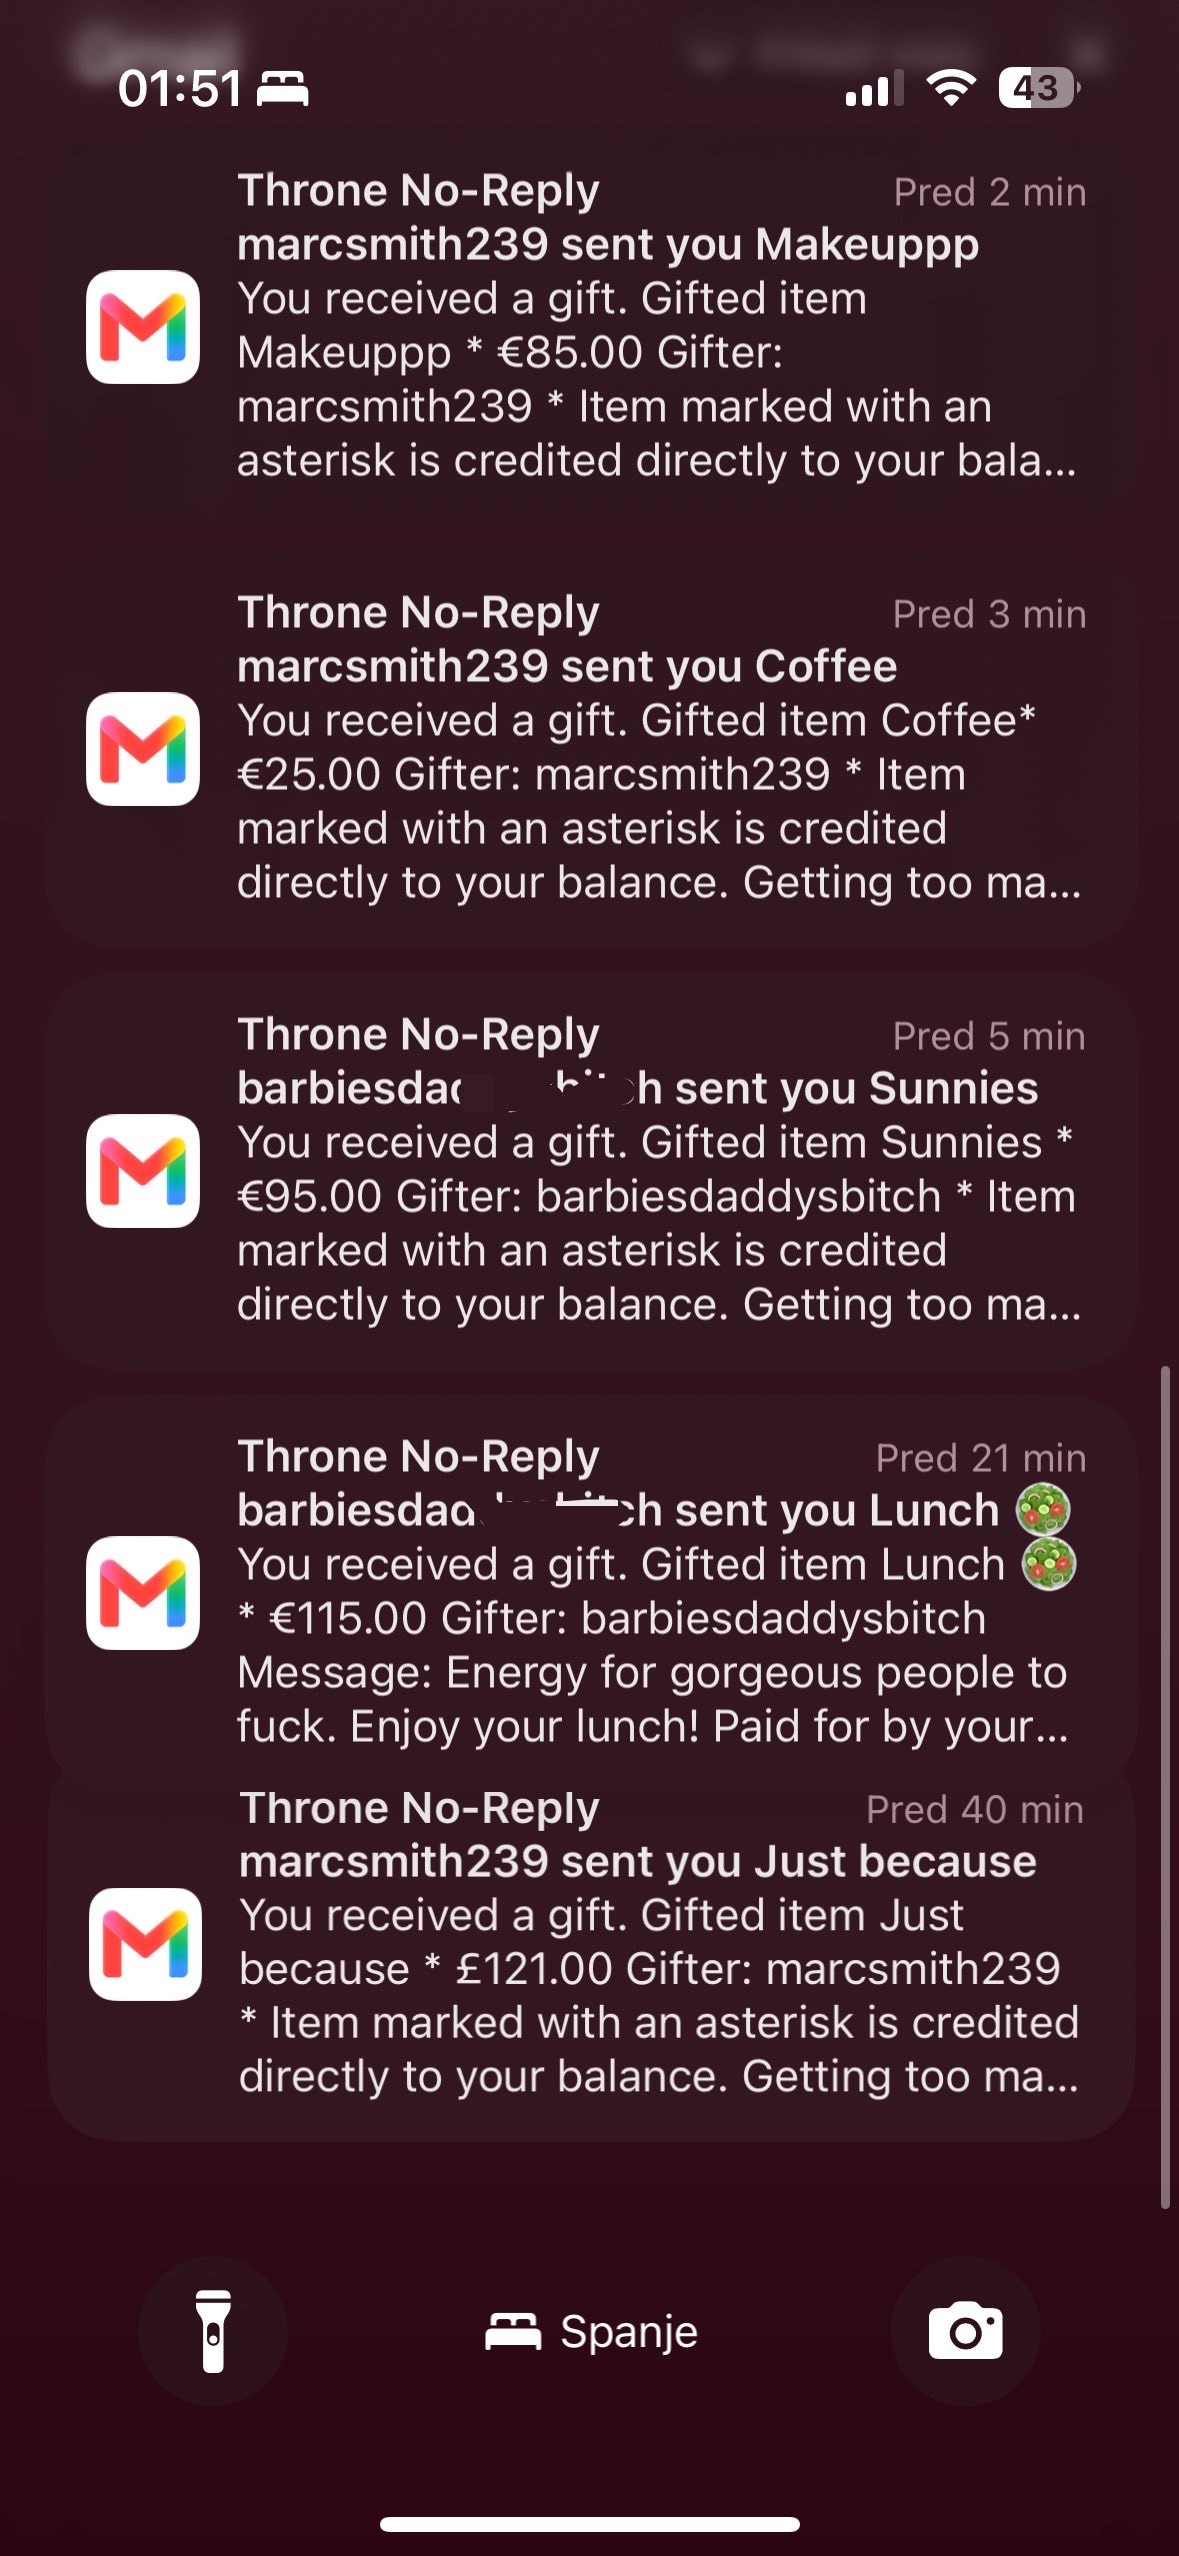 01:51
43
Throne No-Reply Pred 2 min
marcsmith239 sent you Makeuppp
You received a gift. Gifted item
Makeuppp * €85.00 Gifter:
marcsmith239 * Item marked with an
asterisk is credited directly to your bala...
Throne No-Reply Pred 3 min
marcsmith239 sent you Coffee
You received a gift. Gifted item Coffee*
€25.00 Gifter: marcsmith239 * Item
marked with an asterisk is credited
directly to your balance. Getting too ma...
Throne No-Reply Pred 5 min
sent you Sunnies
You received a gift. Gifted item Sunnies *
€95.00 Gifter: barbiesdaddysbitch * Item
marked with an asterisk is credited
directly to your balance. Getting too ma...
Throne No-Reply Pred 21 min
sent you Lunch 🥗
You received a gift. Gifted item Lunch 🥗
* €115.00 Gifter: barbiesdaddysbitch
Message: Energy for gorgeous people to
fuck. Enjoy your lunch! Paid for by your...
Throne No-Reply Pred 40 min
marcsmith239 sent you Just because
You received a gift. Gifted item Just
because * £121.00 Gifter: marcsmith239
* Item marked with an asterisk is credited
directly to your balance. Getting too ma...
Spanje